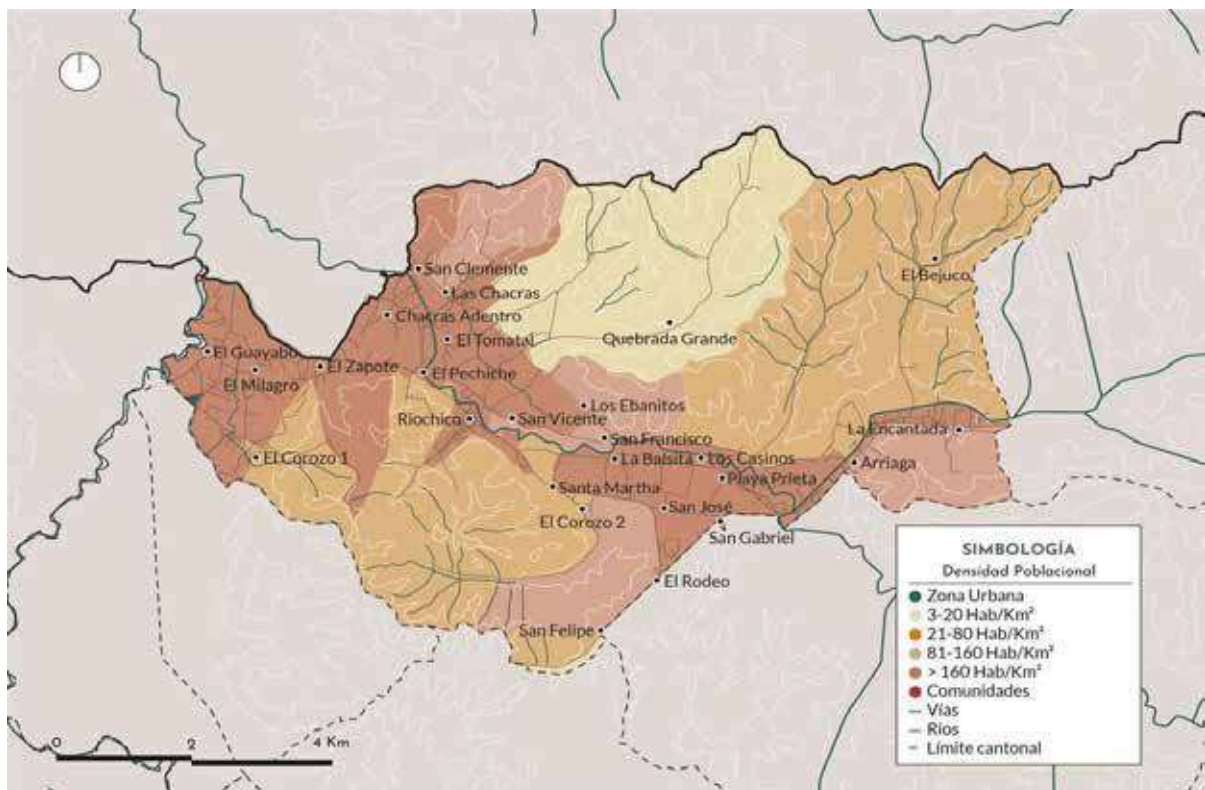 San Clemente
Las Chacras
Chacras Adentro
El Tomatal
El Bejuco
Quebrada Grande
El Guayabo
El Zapote
El Milagro
El Pechiche
Los Ebanitos
Riochico
San Vicente
La Encantada
San Francisco
El Corozo 1
La Balsita
Los Casinos
Arriaga
Playa Prieta
Santa Martha
El Corozo 2
San José
San Gabriel
El Rodeo
San Felipe
SIMBOLOGÍA
Densidad Poblacional
Zona Urbana
3-20 Hab/Km²
21-80 Hab/Km²
81-160 Hab/Km²
> 160 Hab/Km²
Comunidades
Vías
Ríos
Límite cantonal
0 2 4 Km